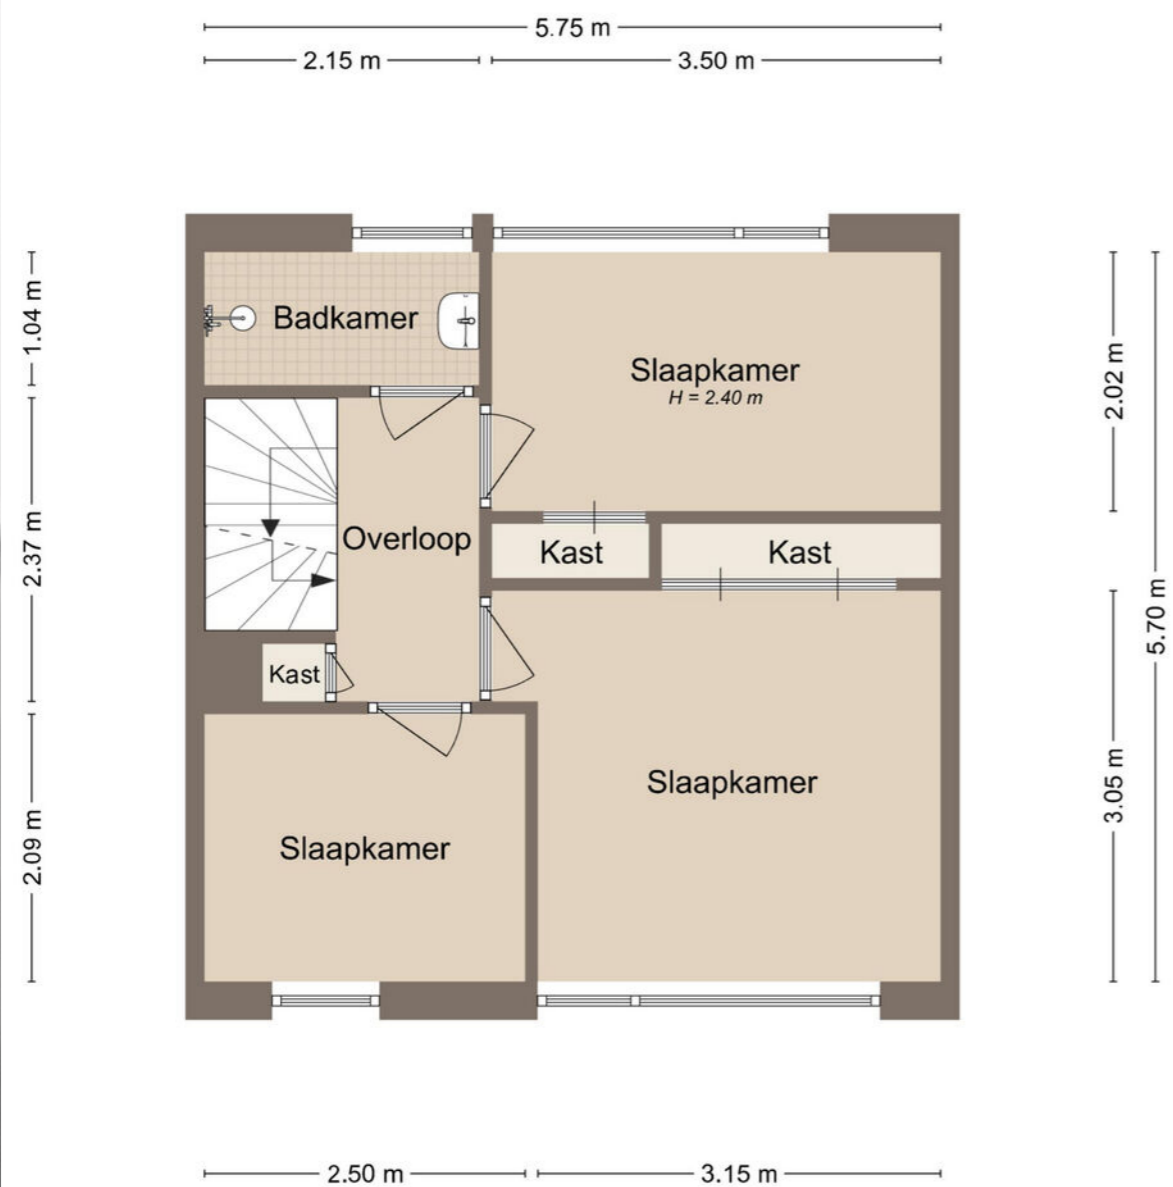 5.75 m
2.15 m
3.50 m
1.04 m
Badkamer
Slaapkamer
H = 2.40 m
2.02 m
2.37 m
Overloop
Kast
Kast
5.70 m
Kast
Slaapkamer
3.05 m
2.09 m
Slaapkamer
2.50 m
3.15 m